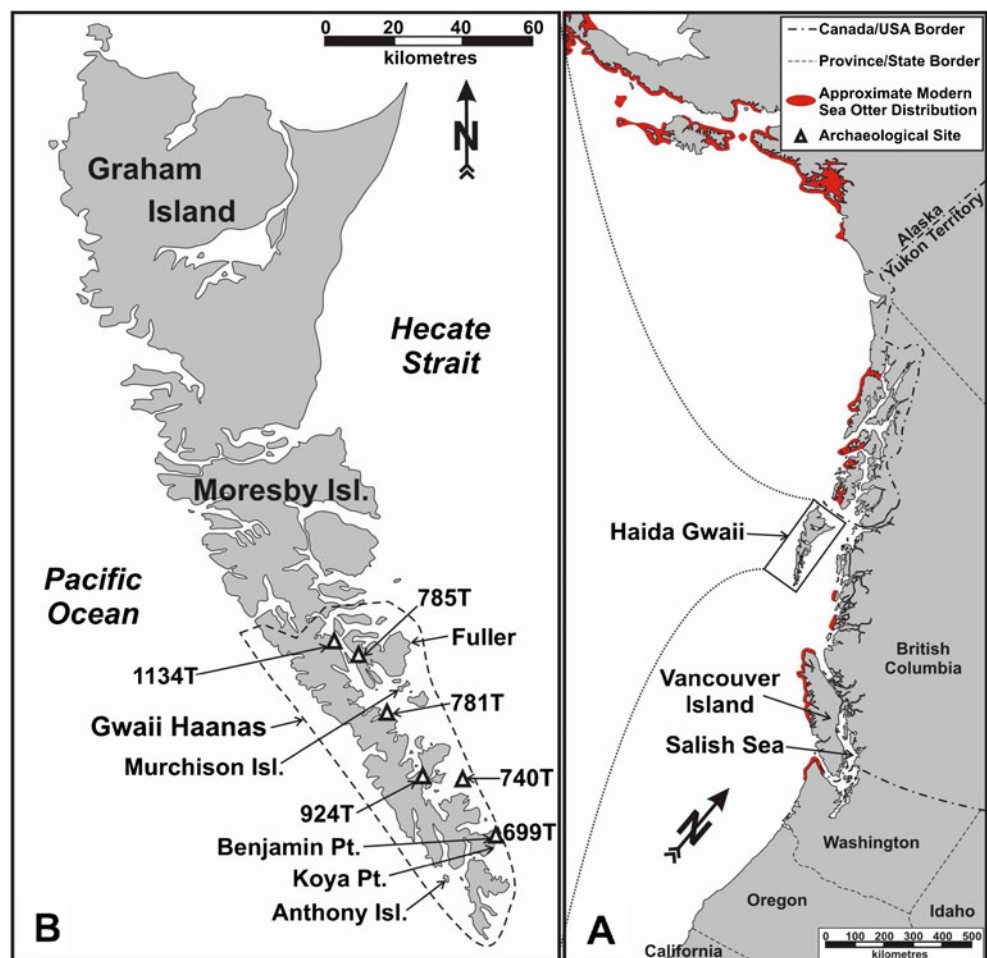 0 20 40 60
kilometres
N
Graham
Island
Hecate
Strait
Moresby Isl.
Pacific
Ocean
785T
Fuller
1134T
781T
Gwaii Haanas
Murchison Isl.
740T
924T
699T
Benjamin Pt.
Koya Pt.
Anthony Isl.
B
Canada/USA Border
Province/State Border
Approximate Modern
Sea Otter Distribution
Archaeological Site
Alaska
Yukon Territory
Haida Gwaii
British
Columbia
Vancouver
Island
Salish Sea
N
Washington
Oregon
Idaho
California
A
0 100 200 300 400 500
kilometres